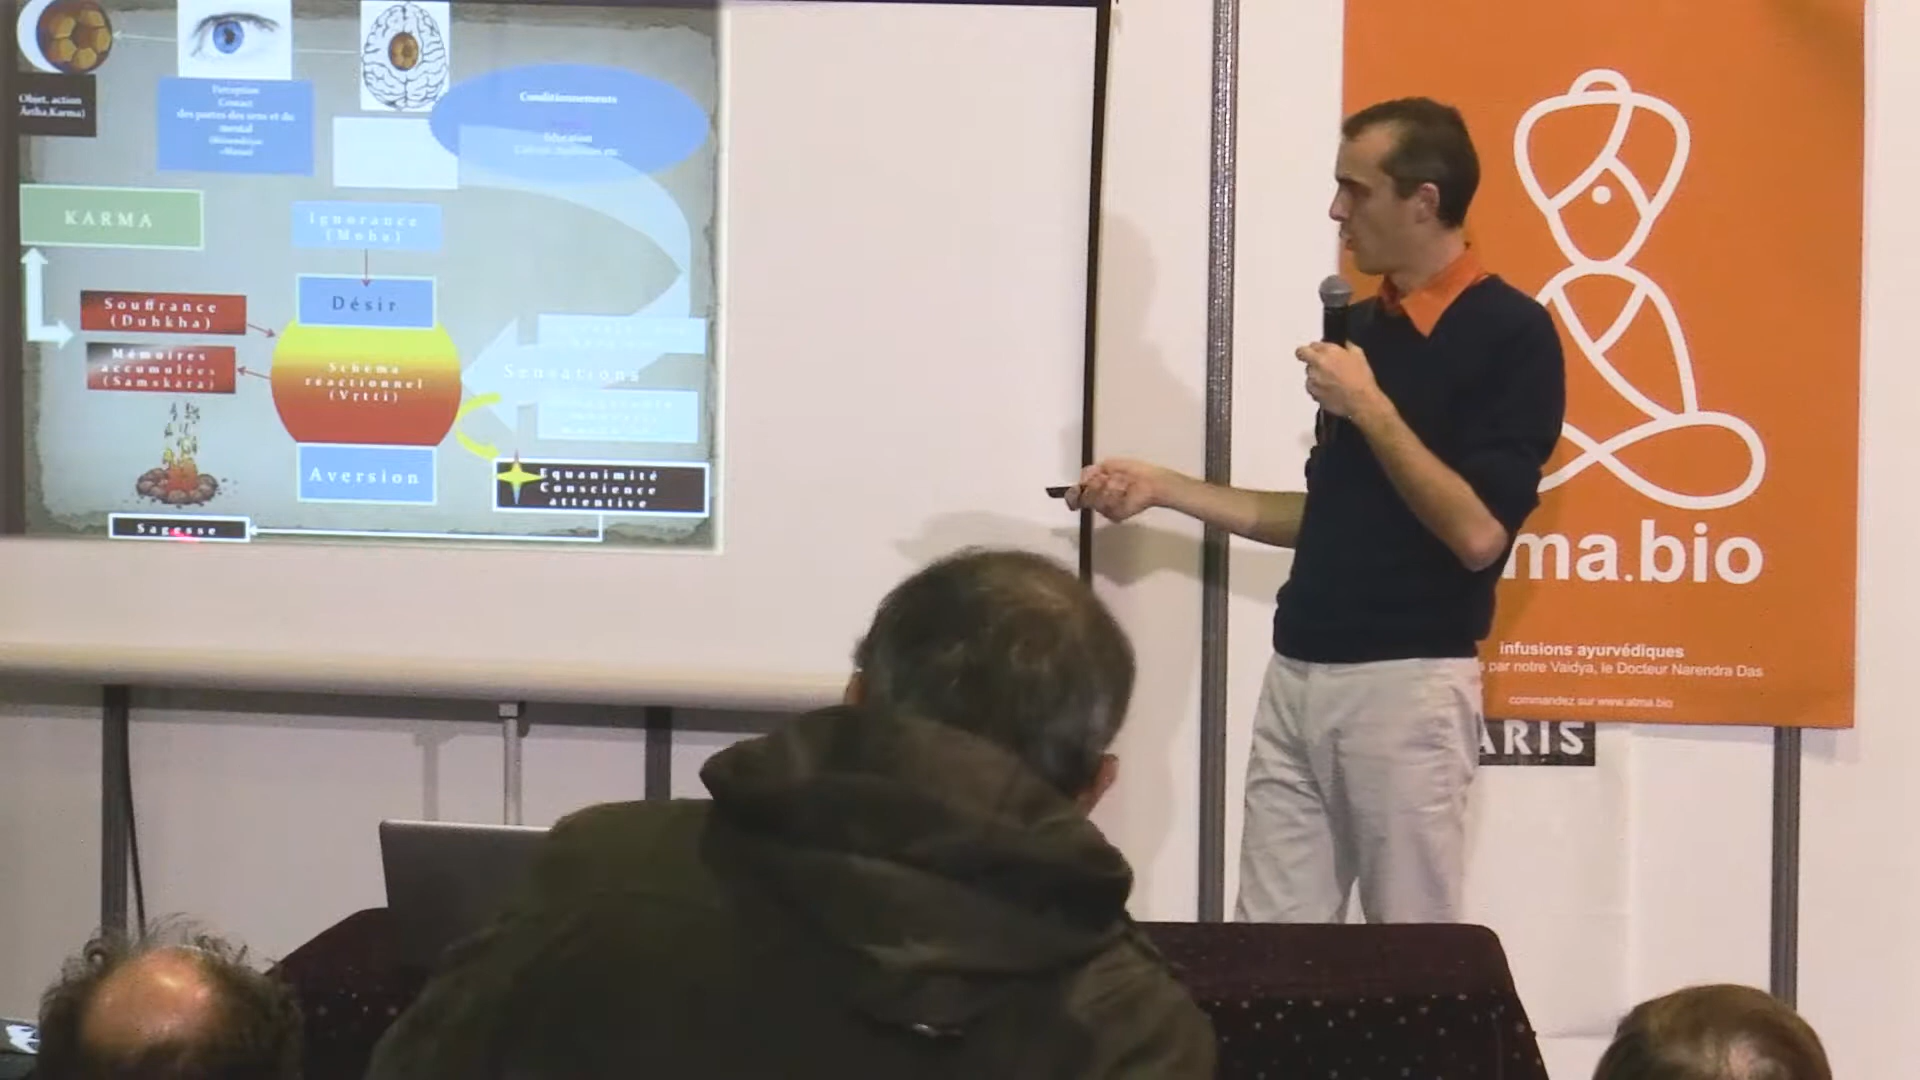 Objet, action
Artha,Karma)
Perception
Contact
des portes des sens et du
mental
Conditionnements
Education
KARMA
Ignorance
(Moha)
Désir
Souffrance
(Duhkha)
Mémoires
accumulées
(Samskara)
Schema
réactionnel
(Vrtti)
Sensations
Aversion
Equanimité
Conscience
attentive
Sagesse
ma.bio
infusions ayurvédiques
s par notre Vaidya, le Docteur Narendra Das
commandez sur www.atma.bio
ARIS